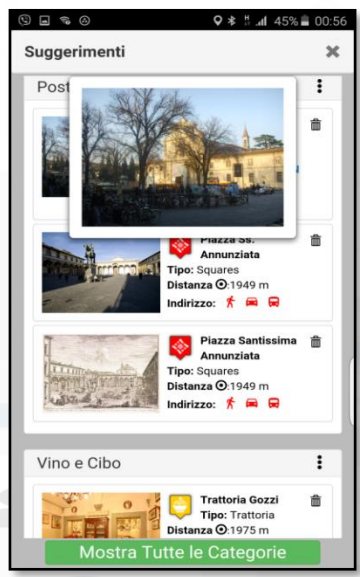 45% 00:56
Suggerimenti
Post
Piazza Ss.
Annunziata
Tipo: Squares
Distanza :1949 m
Indirizzo:
Piazza Santissima
Annunziata
Tipo: Squares
Distanza :1949 m
Indirizzo:
Vino e Cibo
Trattoria Gozzi
Tipo: Trattoria
Distanza :1975 m
Mostra Tutte le Categorie